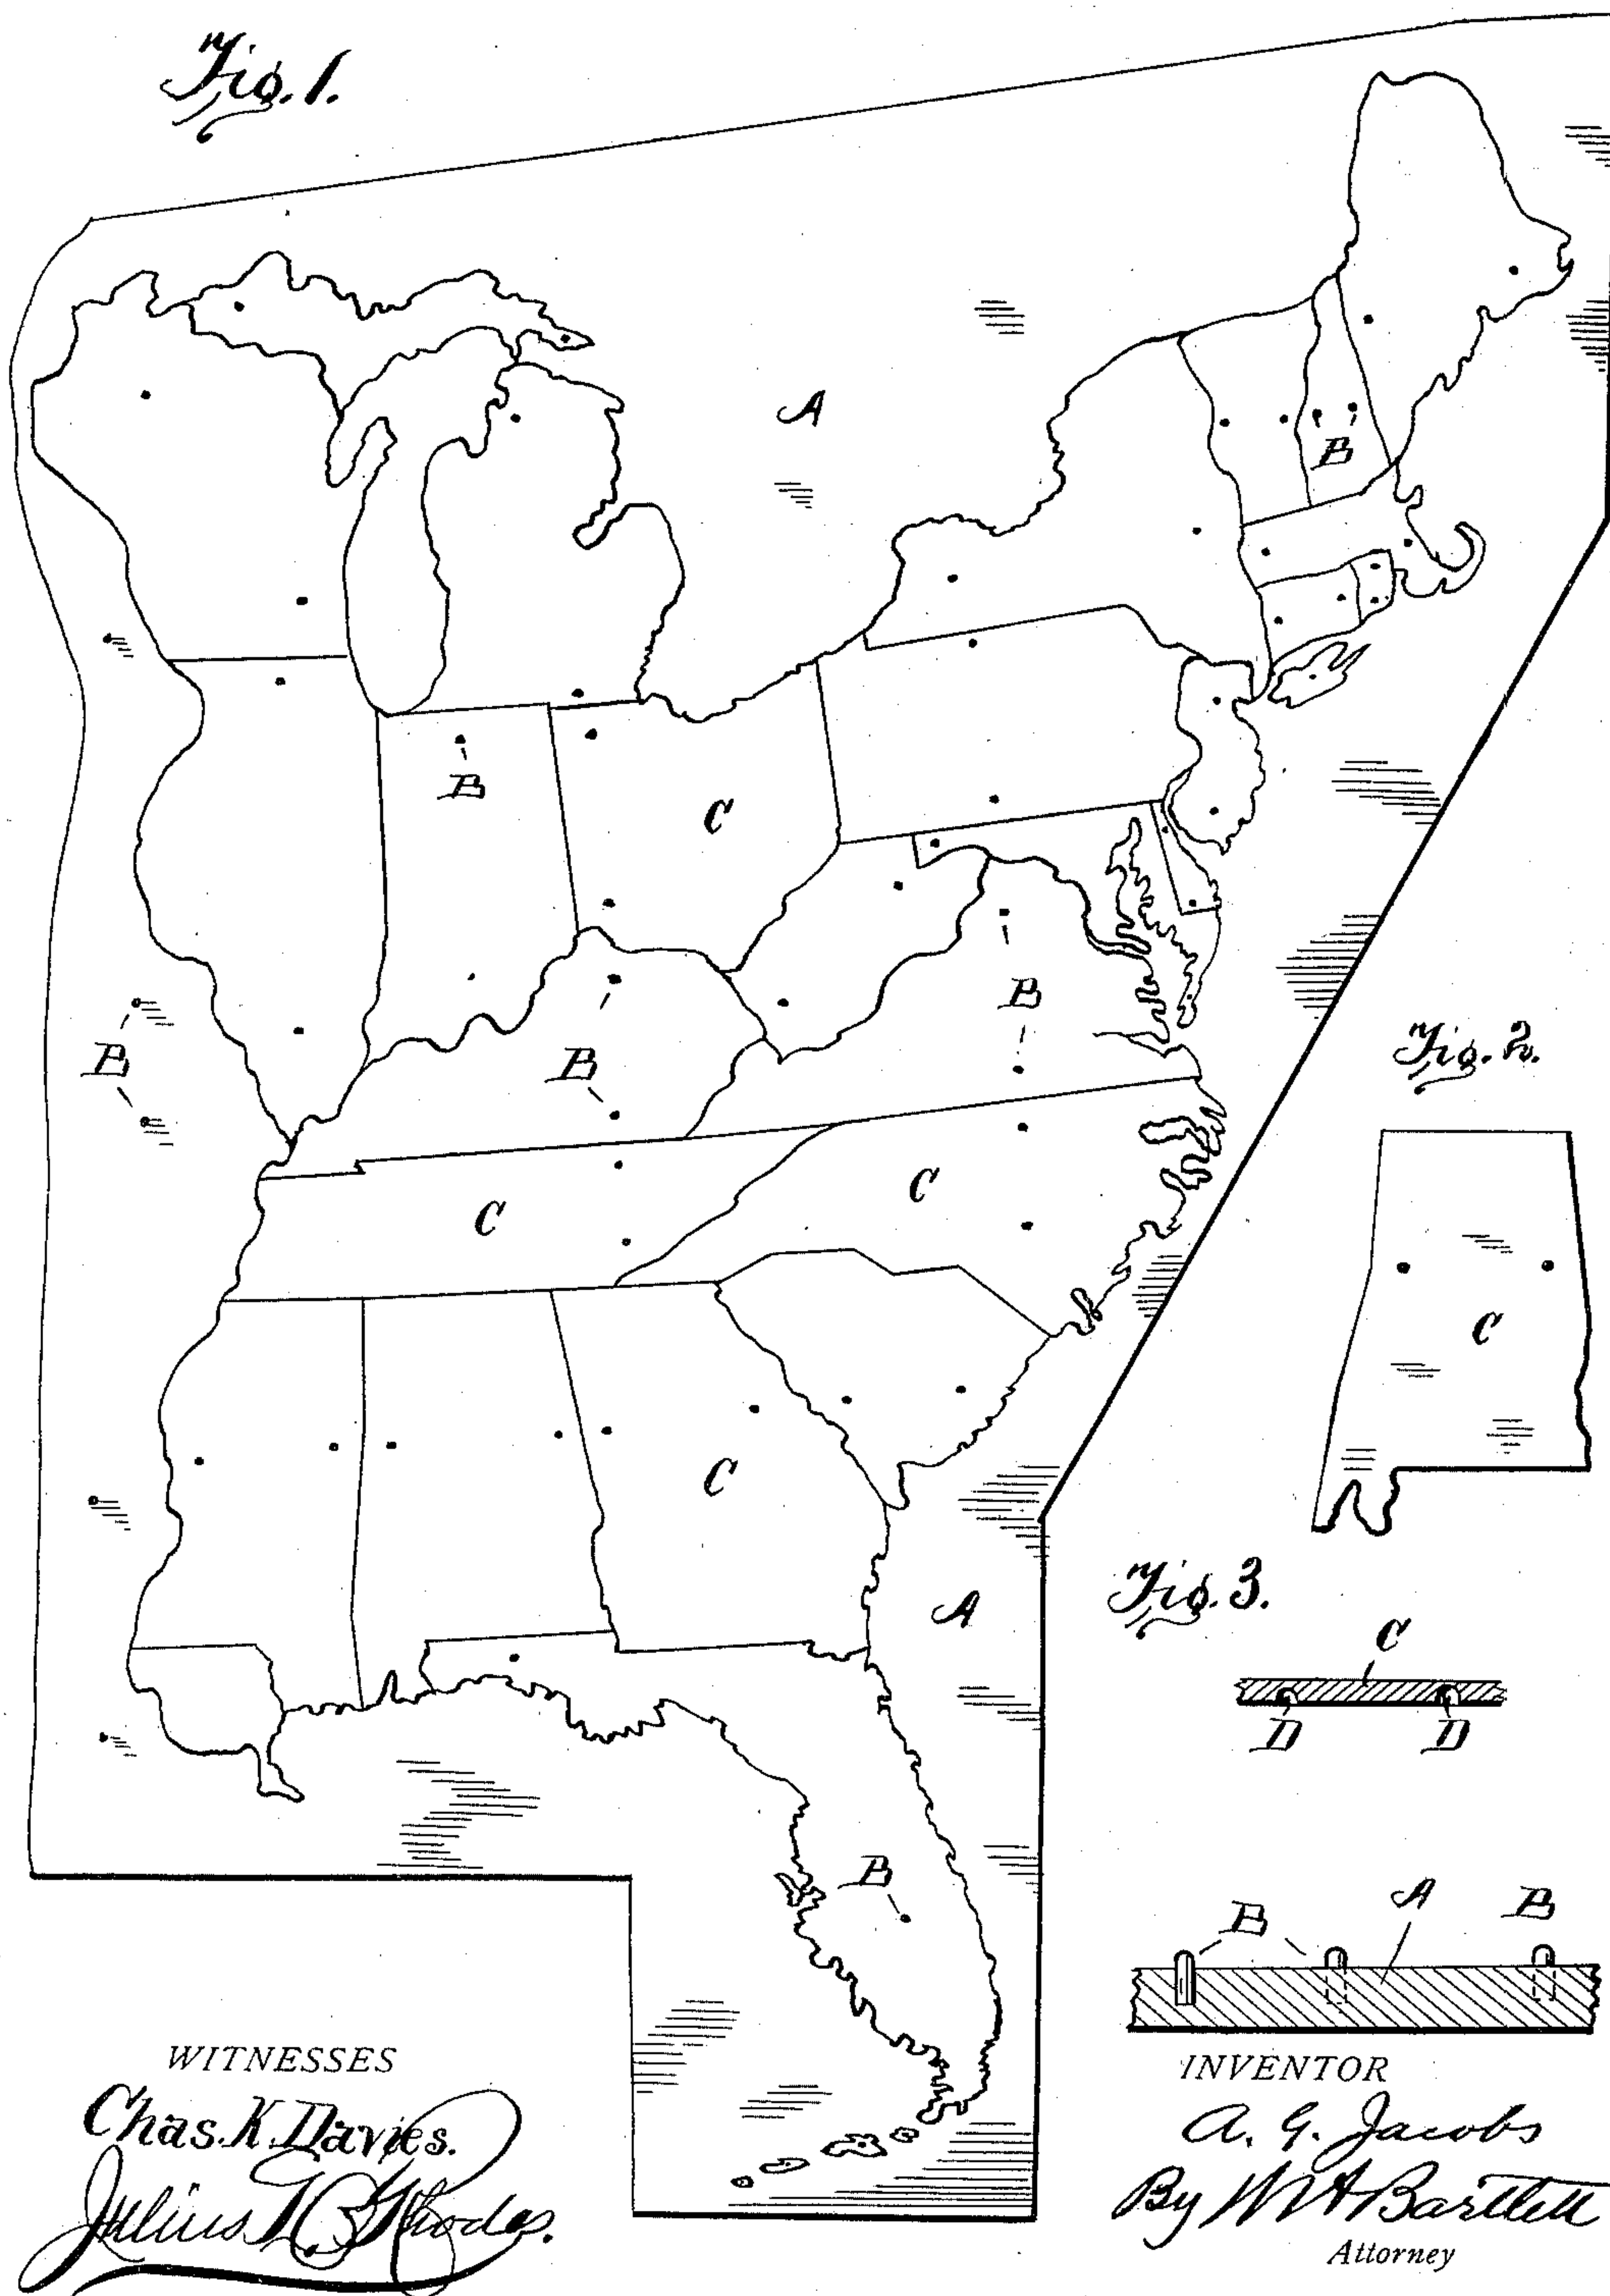 Fig. 1.
A
B
B
C
B
B
B
Fig. 2.
C
C
C
C
A
Fig. 3.
C
D
D
B
B
A
B
WITNESSES
Chas. K. Davies.
INVENTOR
A. G. Jacobs
By W A Bartlett
Attorney